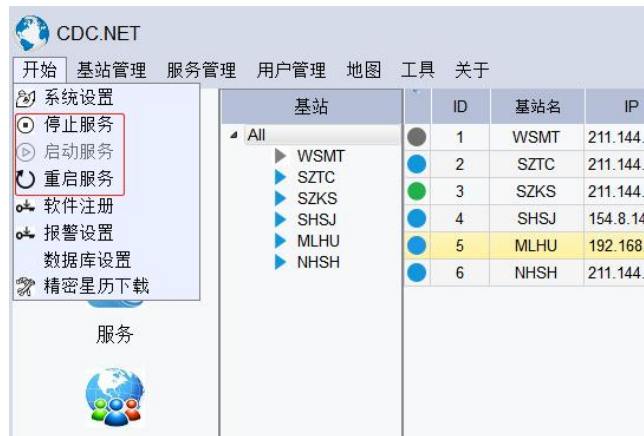 CDC.NET
开始 基站管理 服务管理 用户管理 地图 工具 关于
系统设置
停止服务
启动服务
重启服务
软件注册
报警设置
数据库设置
精密星历下载
服务
基站
All
WSMT
SZTC
SZKS
SHSJ
MLHU
NHSH
ID 基站名 IP
1 WSMT 211.144.
2 SZTC 211.144.
3 SZKS 211.144.
4 SHSJ 154.8.14
5 MLHU 192.168
6 NHSH 211.144.